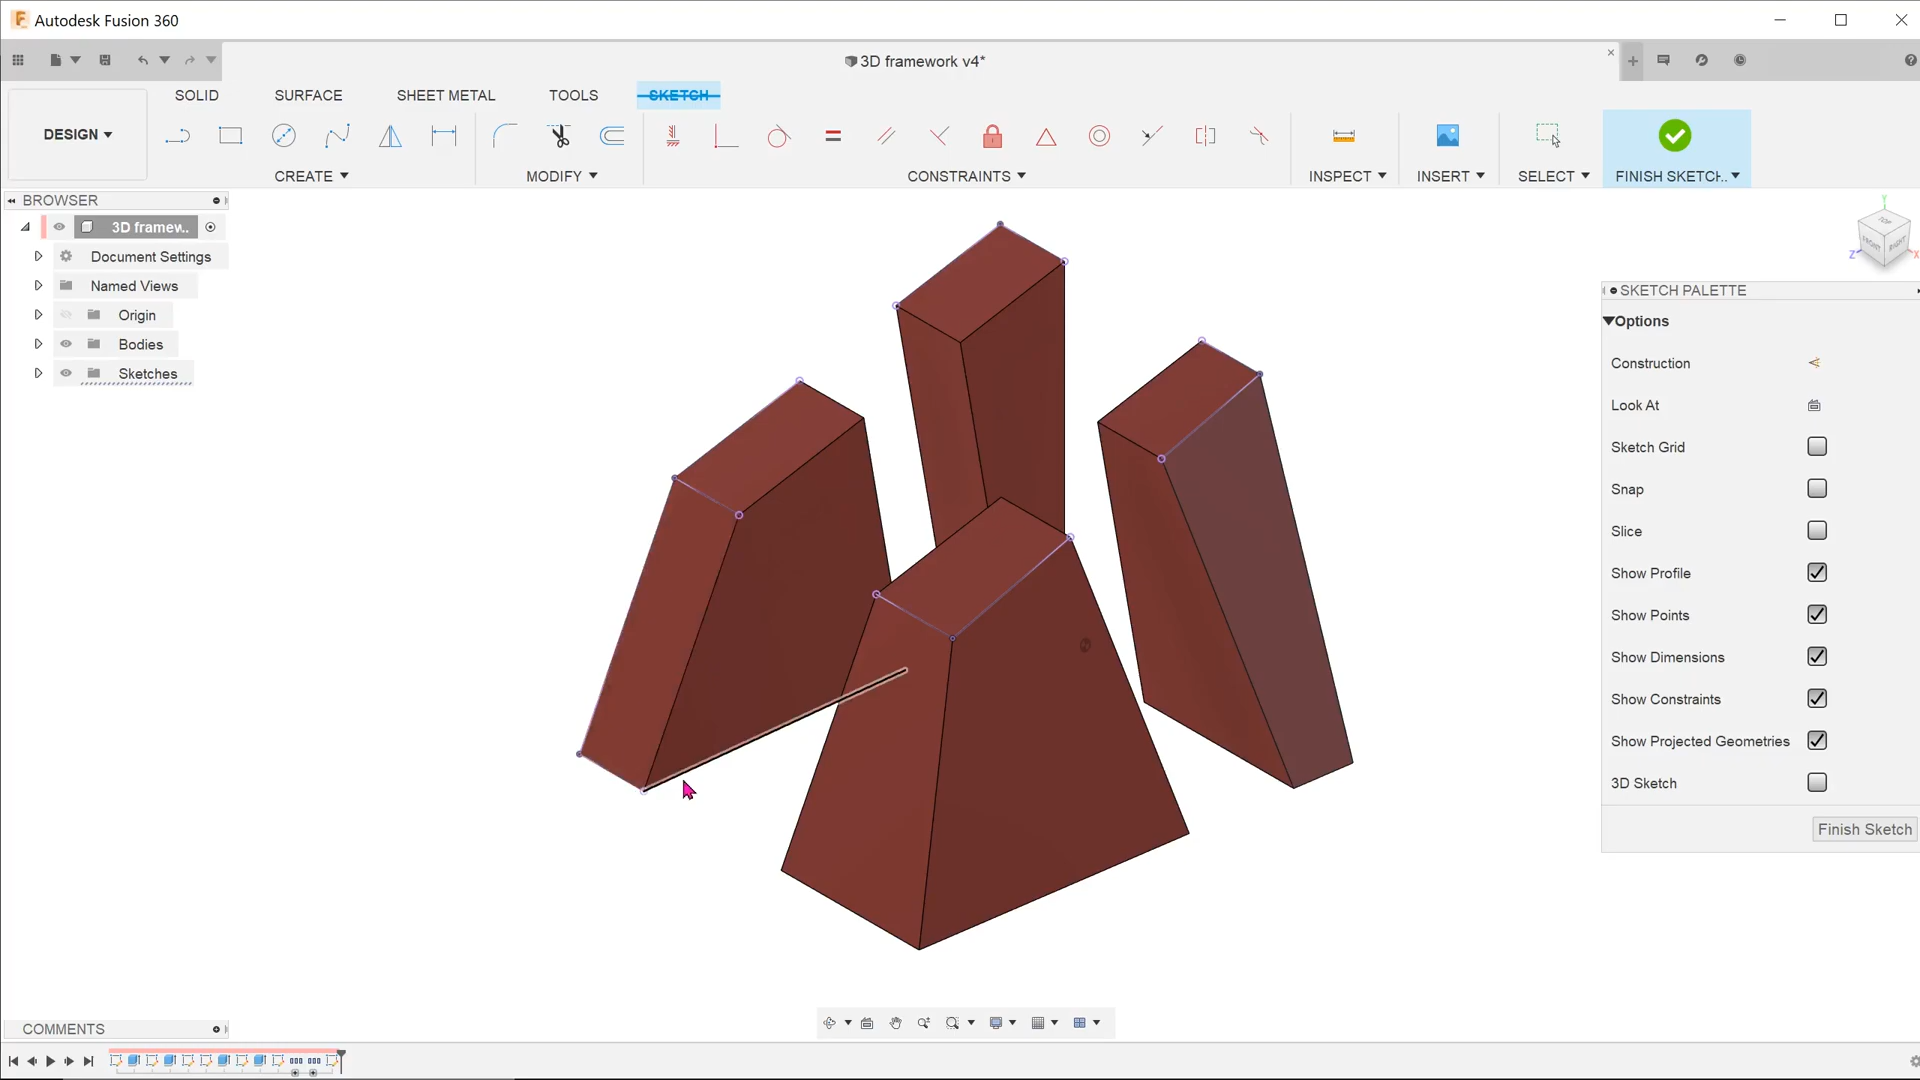 Autodesk Fusion 360
3D framework v4*
SOLID SURFACE SHEET METAL TOOLS SKETCH
DESIGN
CREATE MODIFY CONSTRAINTS INSPECT INSERT SELECT FINISH SKETCH..
BROWSER
3D framew..
Document Settings
Named Views
Origin
Bodies
Sketches
Y
TOP
FRONT
RIGHT
Z
X
SKETCH PALETTE
Options
Construction
Look At
Sketch Grid
Snap
Slice
Show Profile
Show Points
Show Dimensions
Show Constraints
Show Projected Geometries
3D Sketch
Finish Sketch
COMMENTS